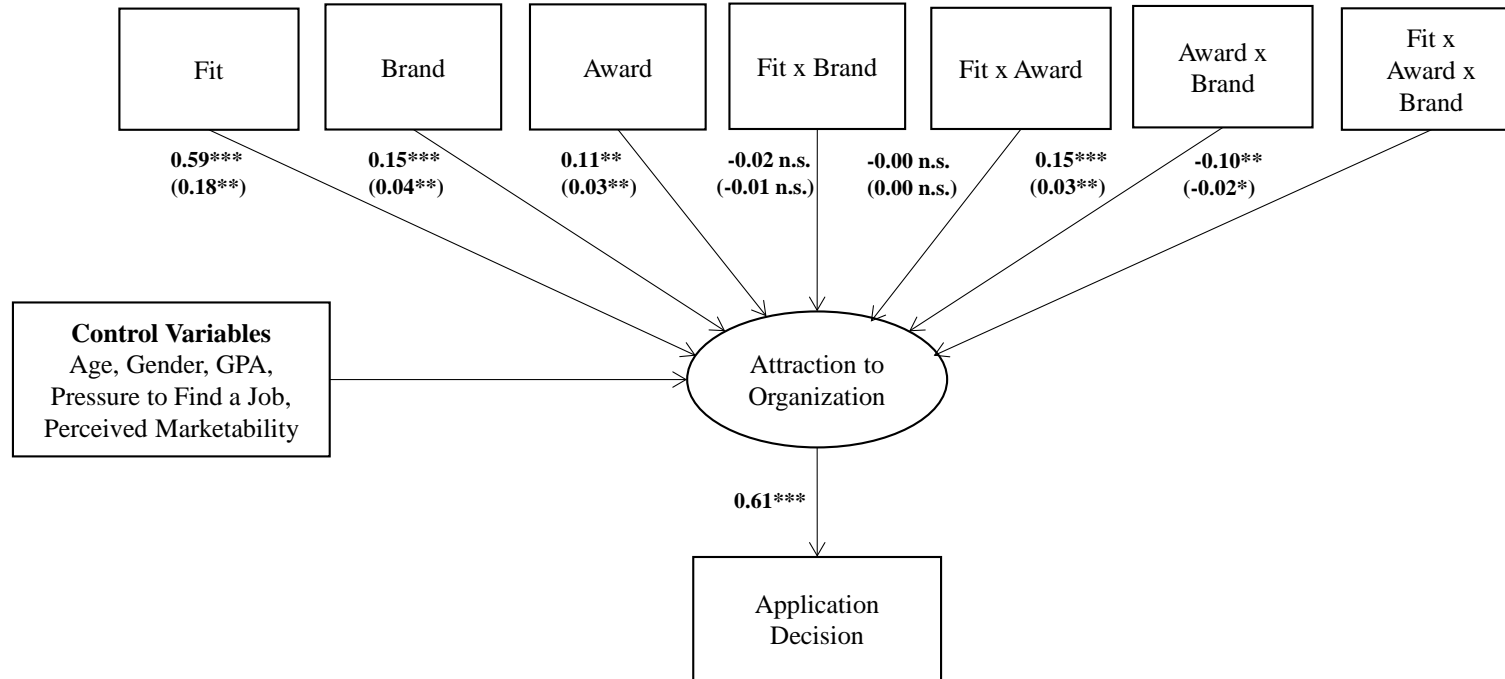 Fit
Brand
Award
Fit x Brand
Fit x Award
Award x
Brand
Fit x
Award x
Brand
0.59***
(0.18**)
0.15***
(0.04**)
0.11**
(0.03**)
-0.02 n.s.
(-0.01 n.s.)
-0.00 n.s.
(0.00 n.s.)
0.15***
(0.03**)
-0.10**
(-0.02*)
Control Variables
Age, Gender, GPA,
Pressure to Find a Job,
Perceived Marketability
Attraction to
Organization
0.61***
Application
Decision